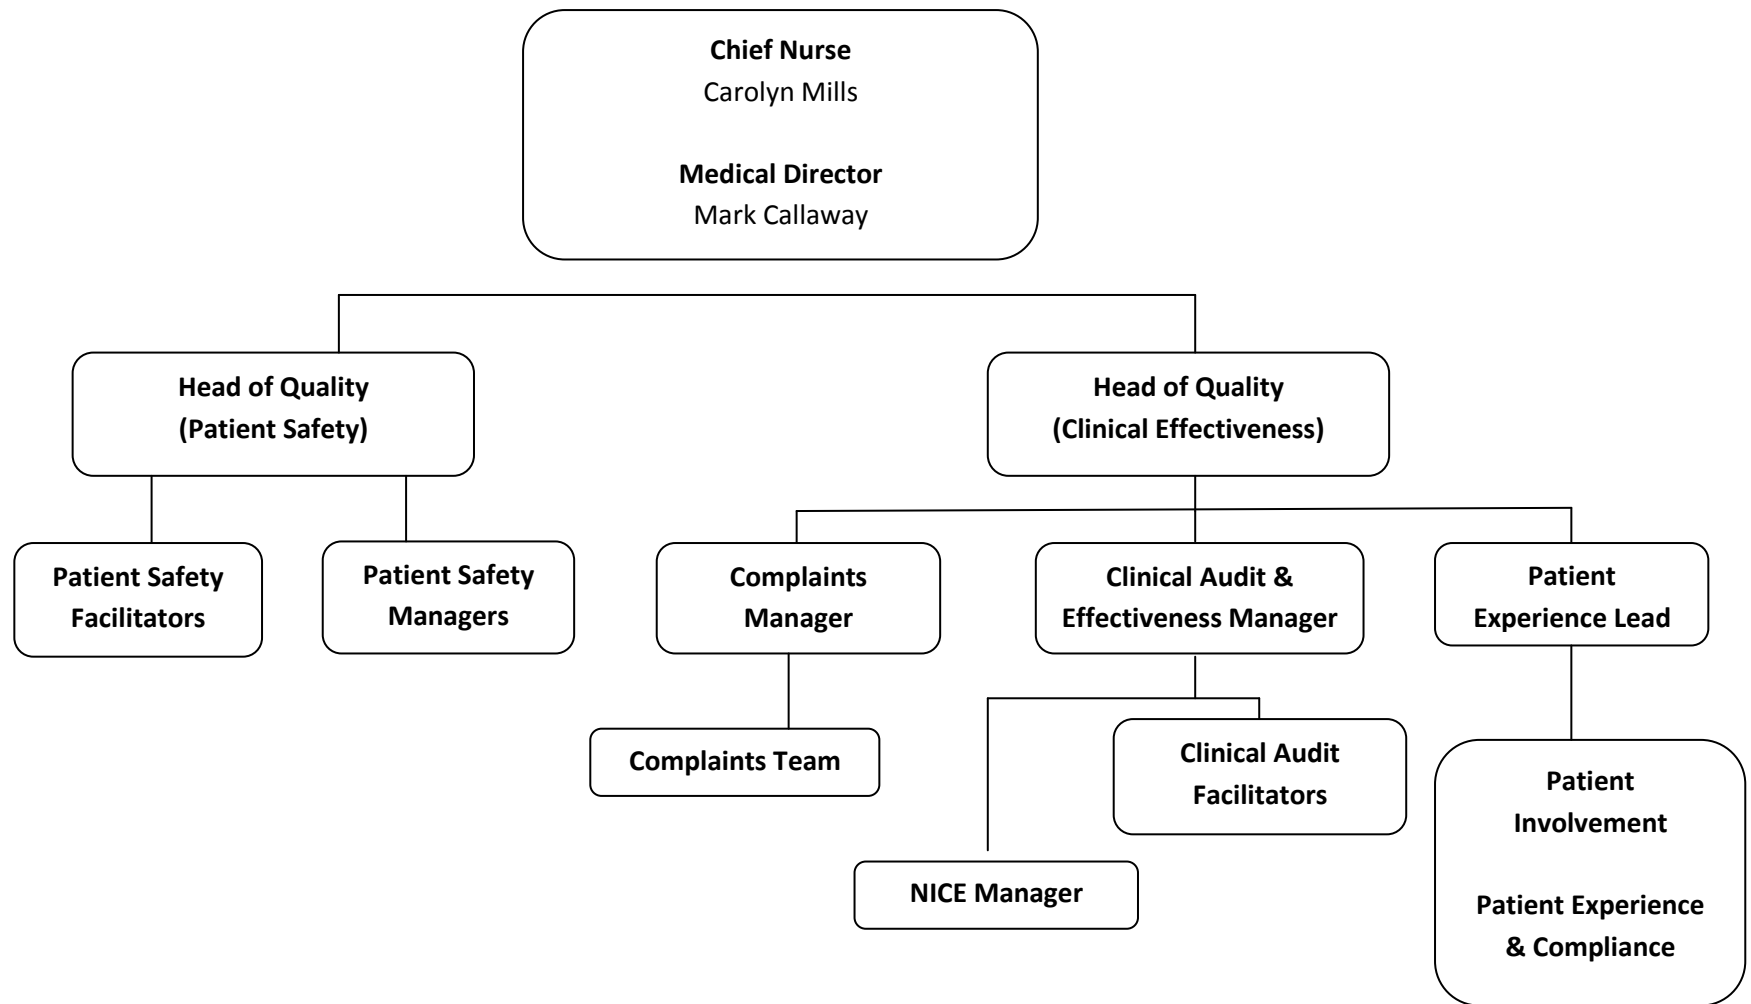 Chief Nurse
Carolyn Mills
Medical Director
Mark Callaway
Head of Quality
(Patient Safety)
Head of Quality
(Clinical Effectiveness)
Patient Safety
Facilitators
Patient Safety
Managers
Complaints
Manager
Clinical Audit &
Effectiveness Manager
Patient
Experience Lead
Complaints Team
Clinical Audit
Facilitators
NICE Manager
Patient
Involvement
Patient Experience
& Compliance